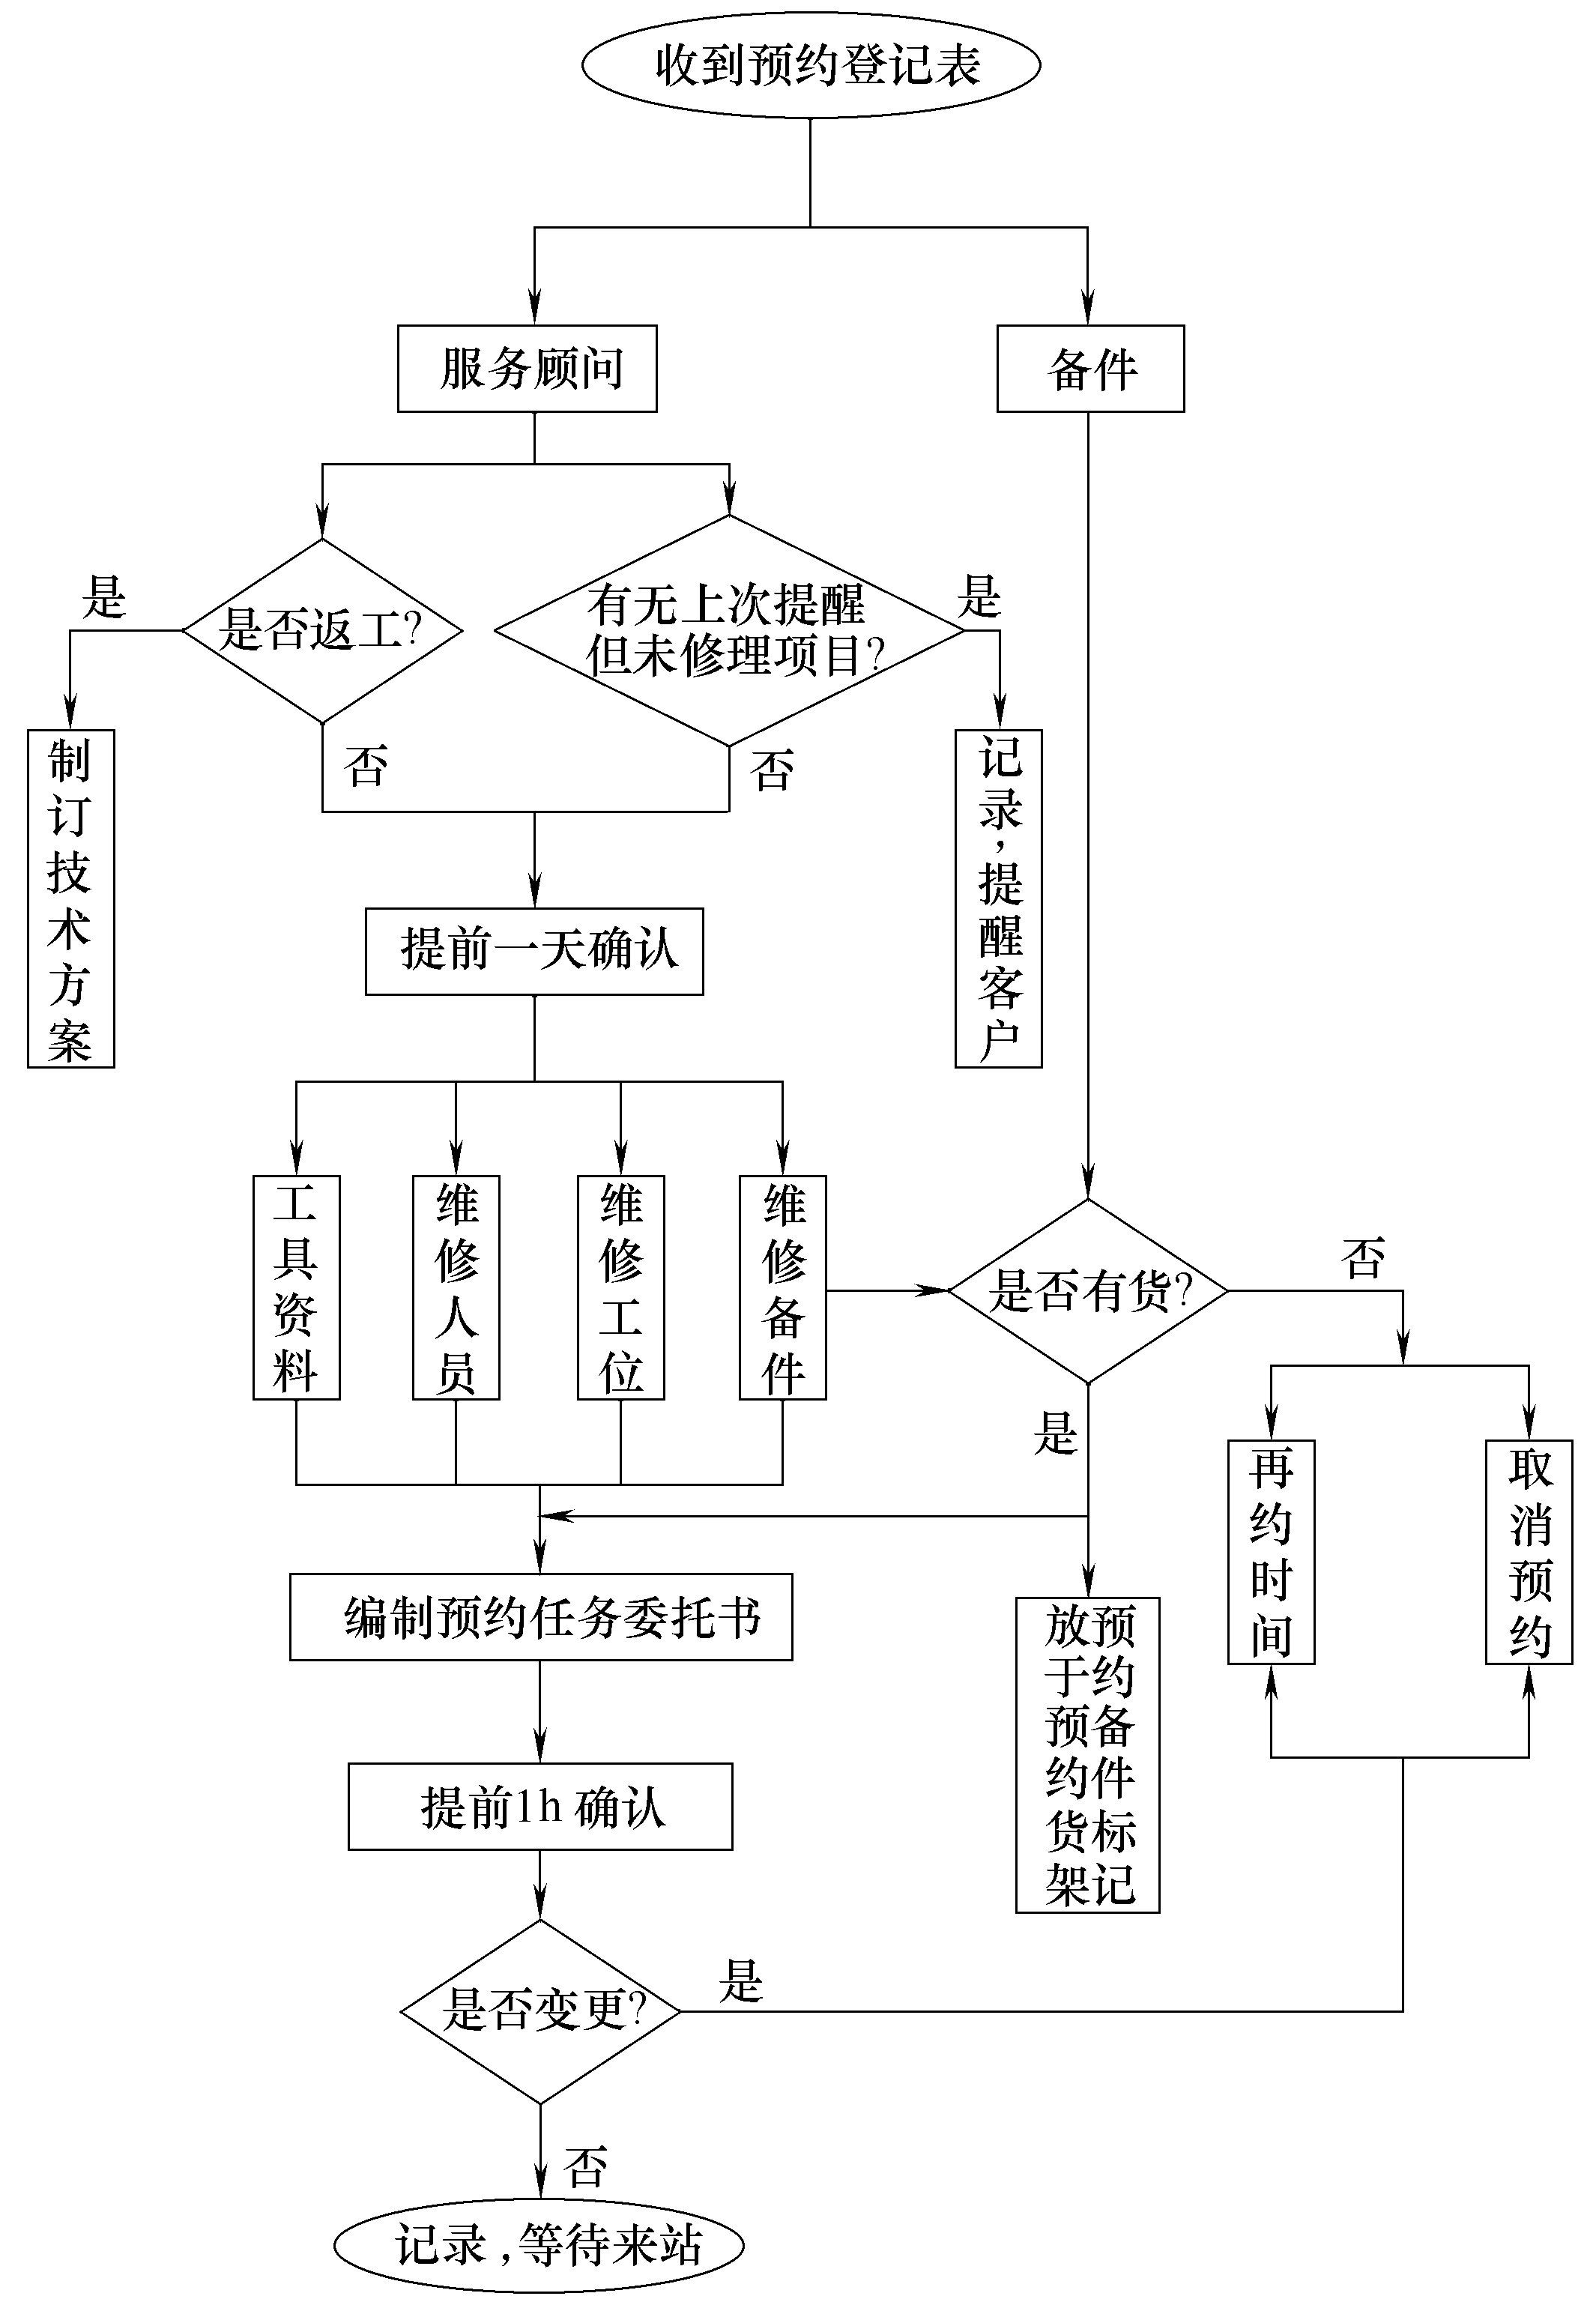 收到预约登记表
服务顾问
备件
是
是否返工?
有无上次提醒
但未修理项目?
是
制订技术方案
否
否
记录,提醒客户
提前一天确认
工具资料
维修人员
维修工位
维修备件
是否有货?
否
是
再约时间
取消预约
编制预约任务委托书
预约备件标记
放于预约货架
提前1h确认
是否变更?
是
否
记录,等待来站